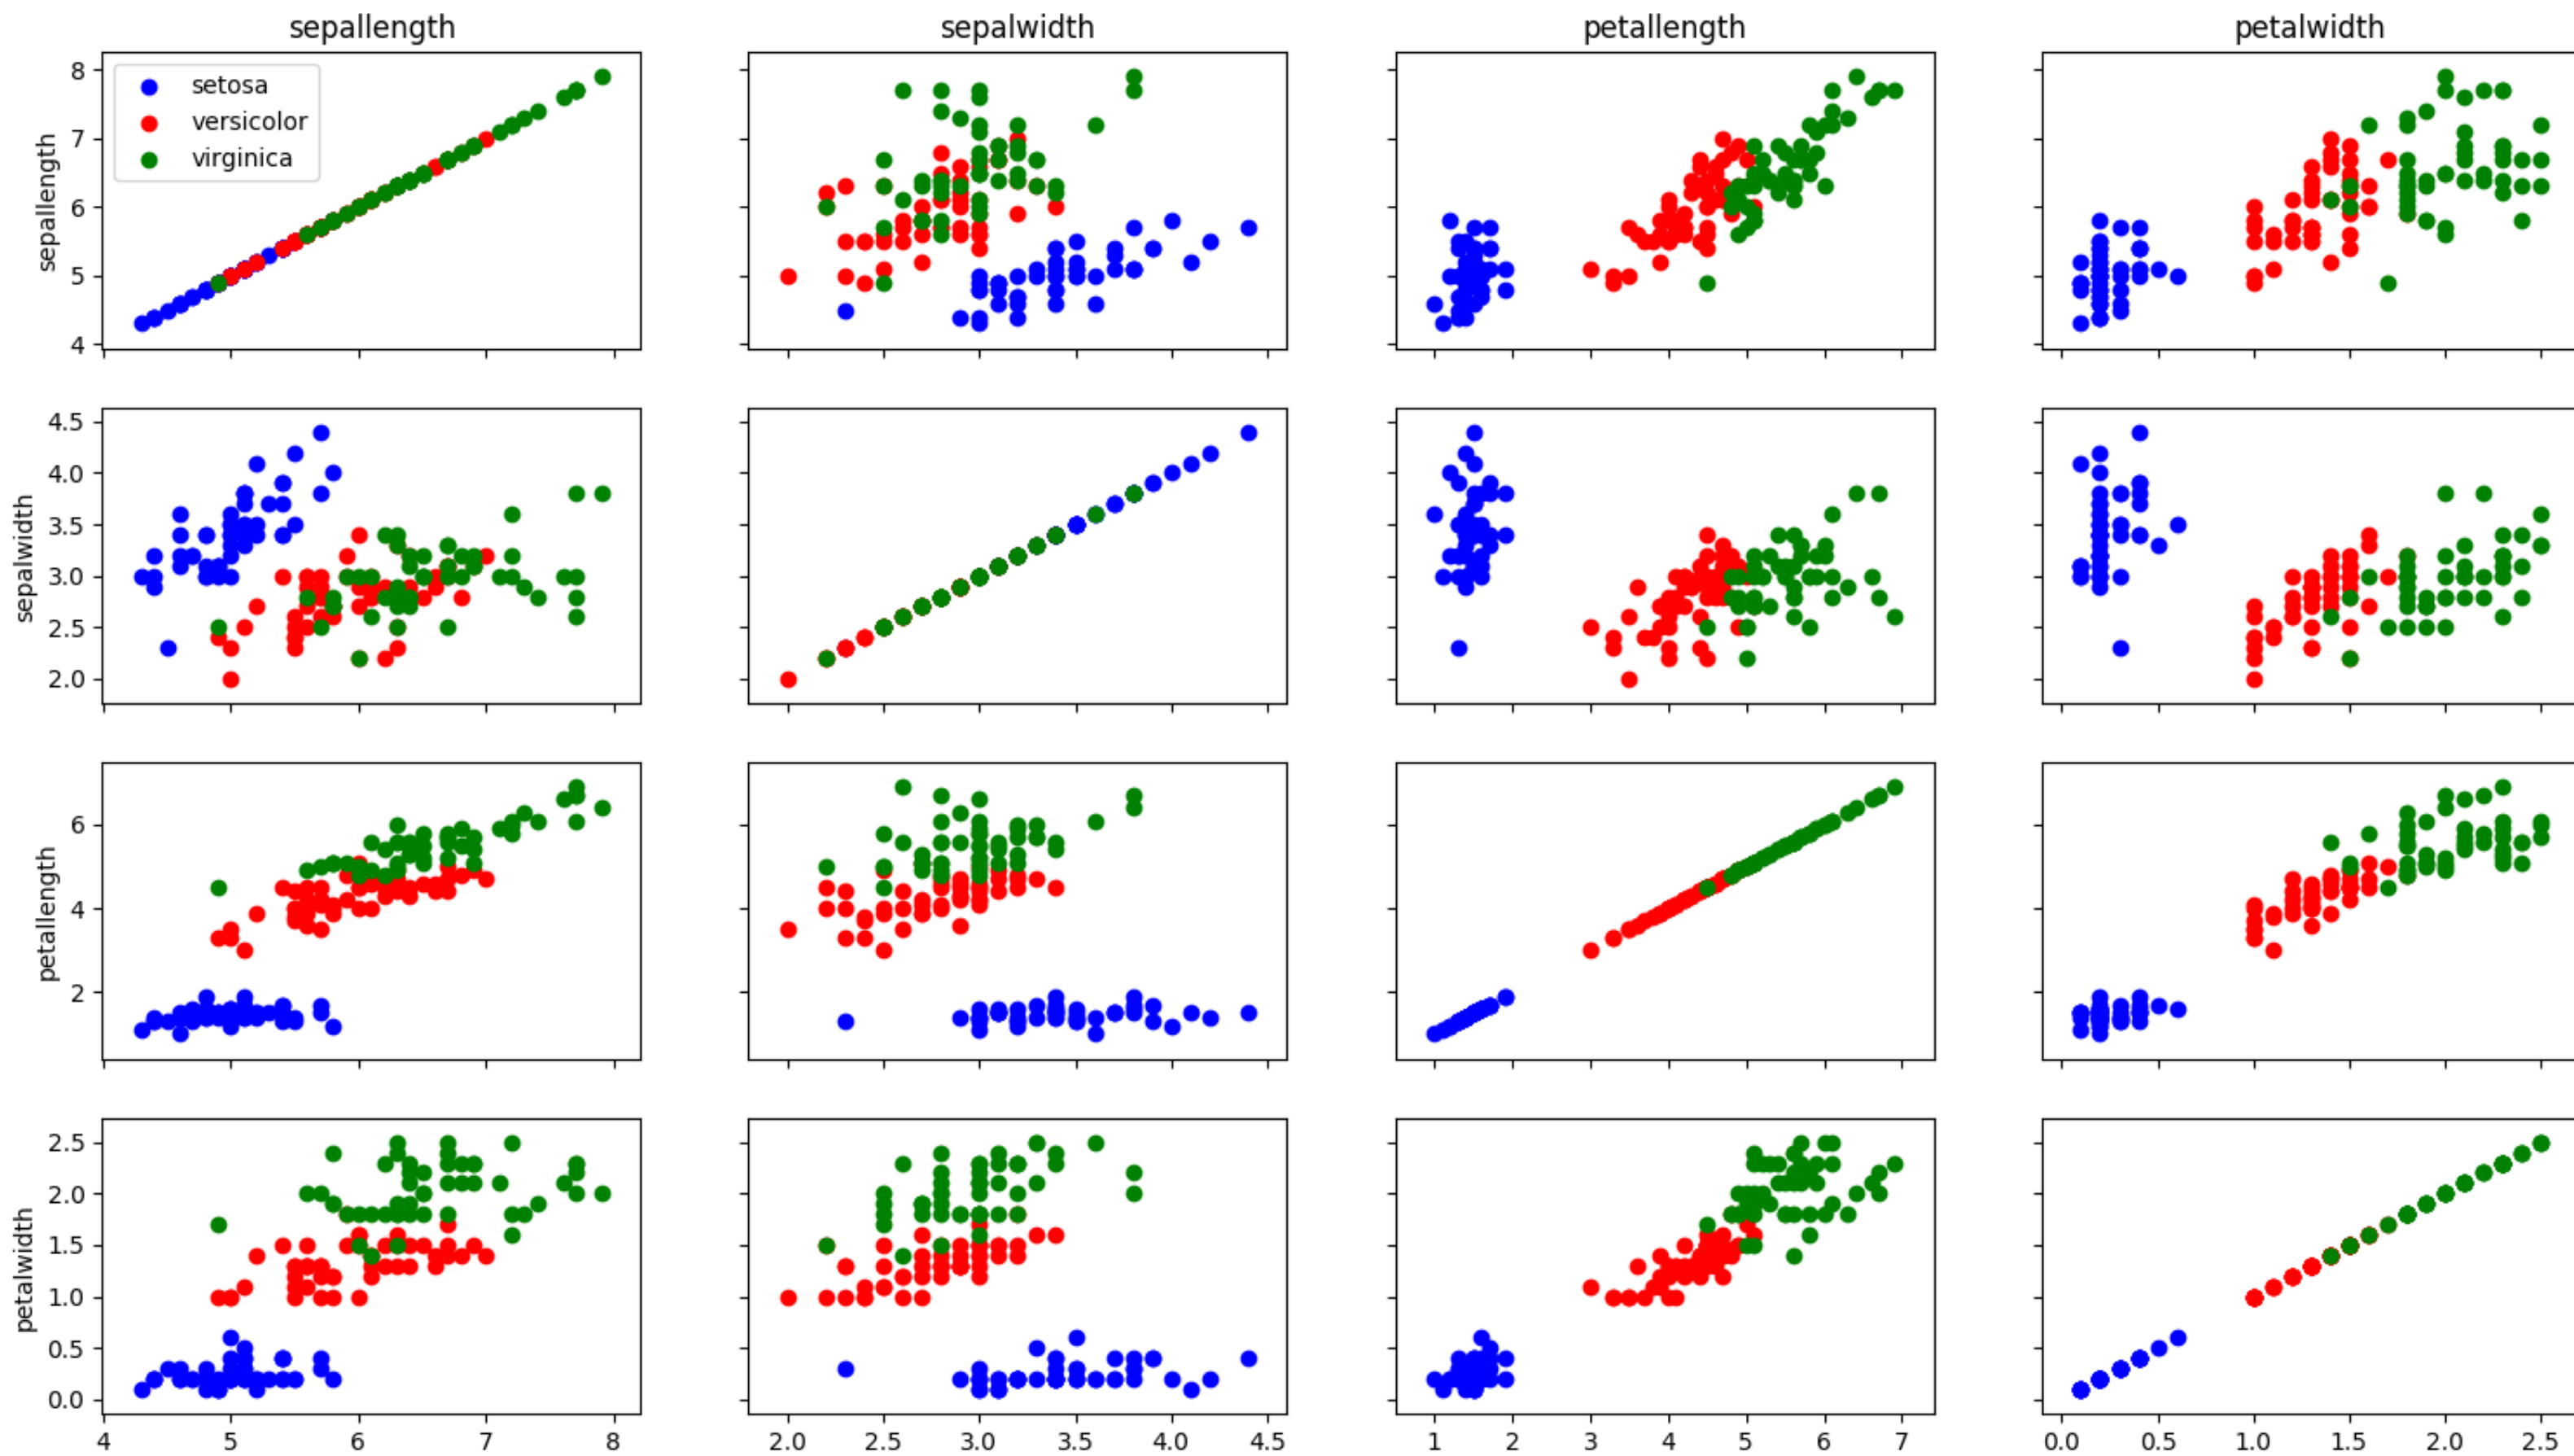 sepallength sepalwidth petallength petalwidth
sepallength
8
7
6
5
4
setosa
versicolor
virginica
sepalwidth
4.5
4.0
3.5
3.0
2.5
2.0
petallength
6
4
2
petalwidth
2.5
2.0
1.5
1.0
0.5
0.0
4 5 6 7 8 2.0 2.5 3.0 3.5 4.0 4.5 1 2 3 4 5 6 7 0.0 0.5 1.0 1.5 2.0 2.5